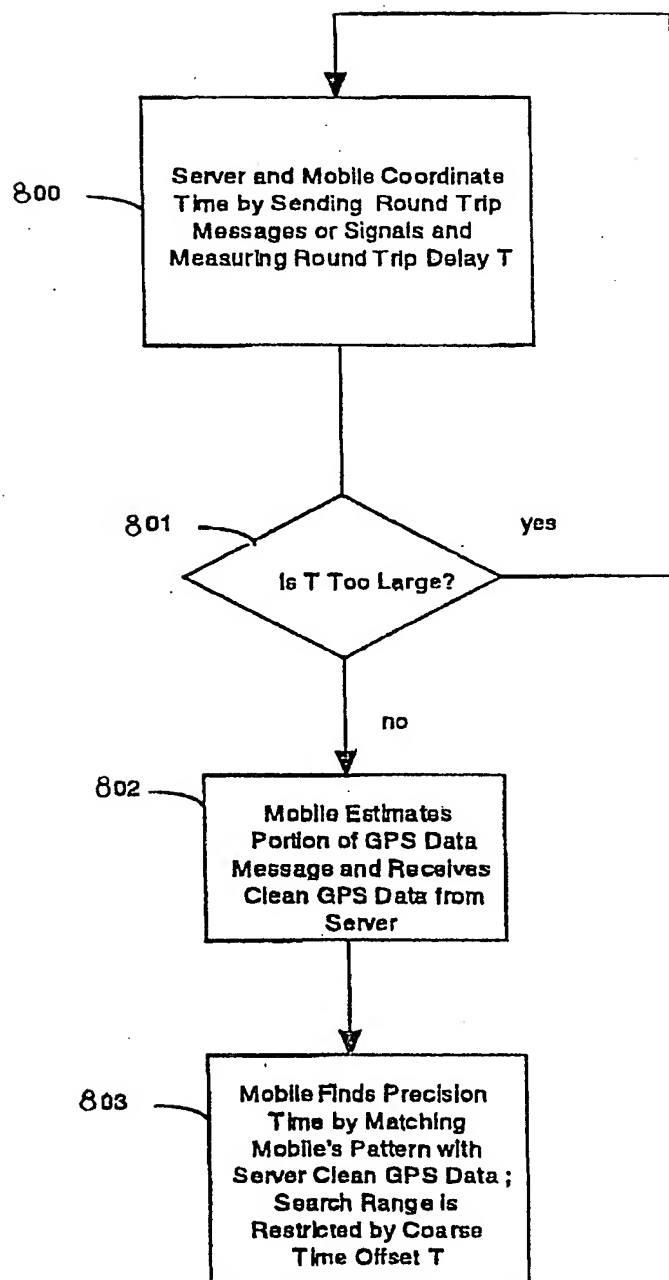 800
Server and Mobile Coordinate
Time by Sending Round Trip
Messages or Signals and
Measuring Round Trip Delay T
801
yes
Is T Too Large?
no
802
Mobile Estimates
Portion of GPS Data
Message and Receives
Clean GPS Data from
Server
803
Mobile Finds Precision
Time by Matching
Mobile's Pattern with
Server Clean GPS Data ;
Search Range is
Restricted by Coarse
Time Offset T